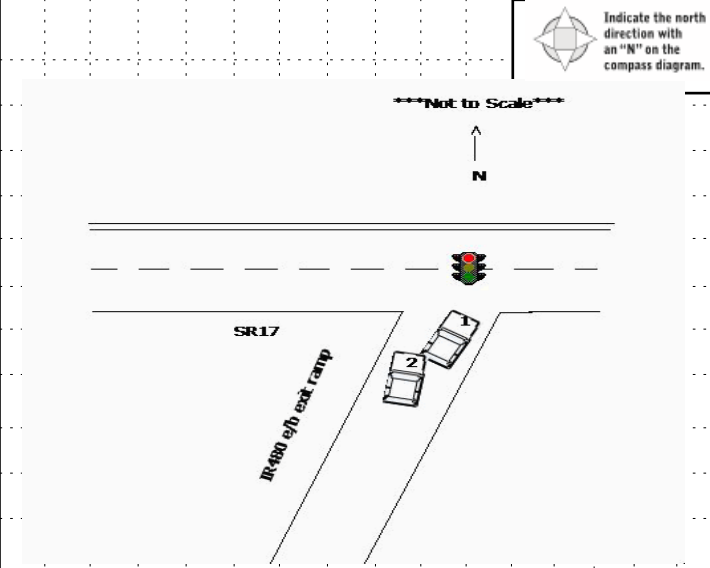 Indicate the north
direction with
an “N” on the
compass diagram.
***Not to Scale***
N
SR17
1
2
IR480 e/b exit ramp